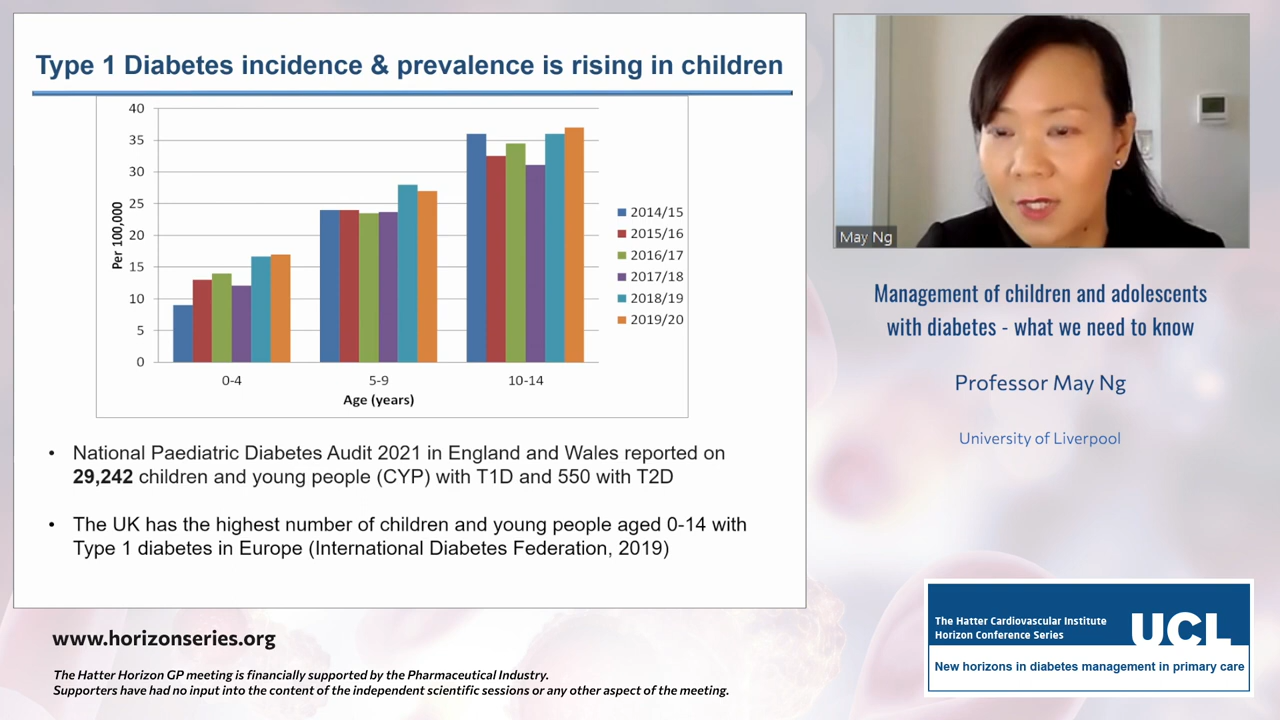 Type 1 Diabetes incidence & prevalence is rising in children
40
35
30
25
20
15
10
5
0
Per 100,000
0-4
5-9
10-14
Age (years)
2014/15
2015/16
2016/17
2017/18
2018/19
2019/20
• National Paediatric Diabetes Audit 2021 in England and Wales reported on
29,242 children and young people (CYP) with T1D and 550 with T2D
• The UK has the highest number of children and young people aged 0-14 with
Type 1 diabetes in Europe (International Diabetes Federation, 2019)
May Ng
Management of children and adolescents
with diabetes - what we need to know
Professor May Ng
University of Liverpool
www.horizonseries.org
The Hatter Horizon GP meeting is financially supported by the Pharmaceutical Industry.
Supporters have had no input into the content of the independent scientific sessions or any other aspect of the meeting.
The Hatter Cardiovascular Institute
Horizon Conference Series
UCL
New horizons in diabetes management in primary care